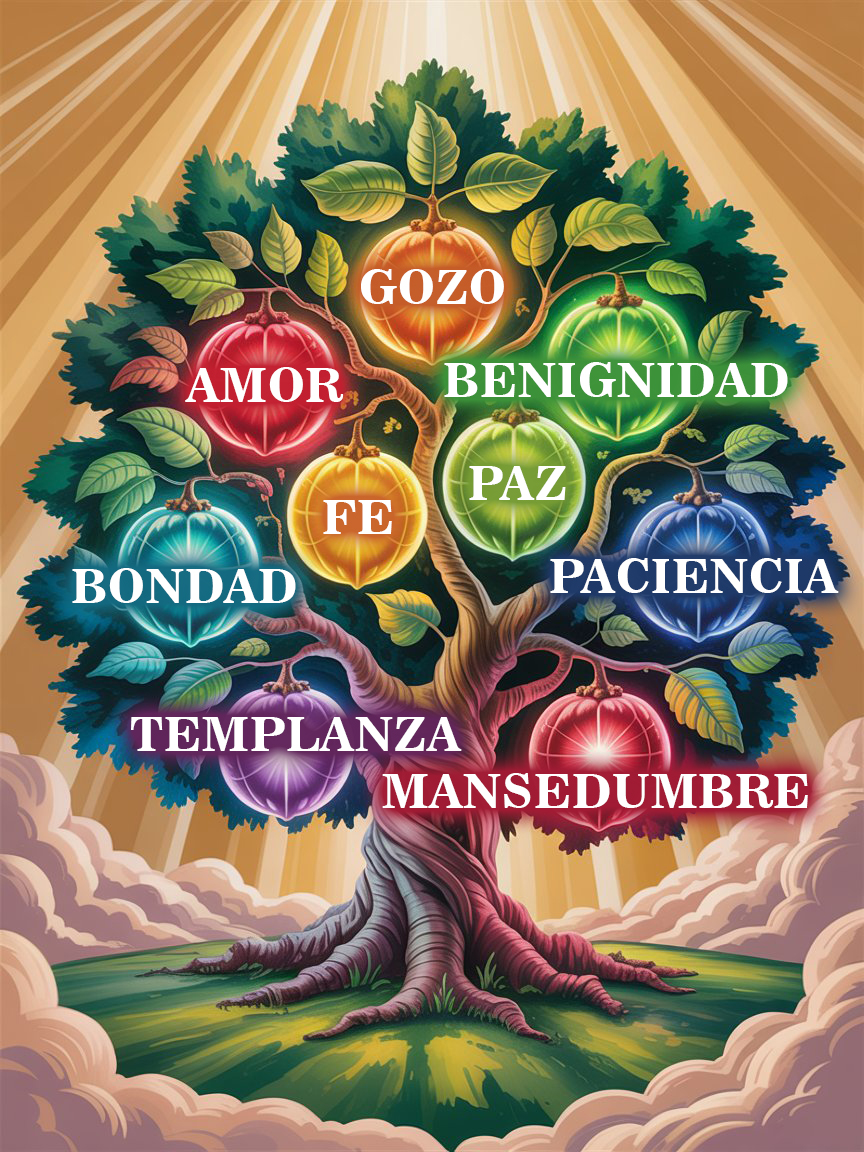 GOZO
AMOR
BENIGNIDAD
FE
PAZ
BONDAD
PACIENCIA
TEMPLANZA
MANSEDUMBRE